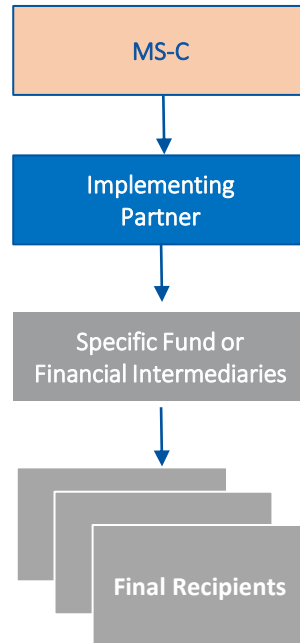 MS-C
Implementing
Partner
Specific Fund or
Financial Intermediaries
Final Recipients